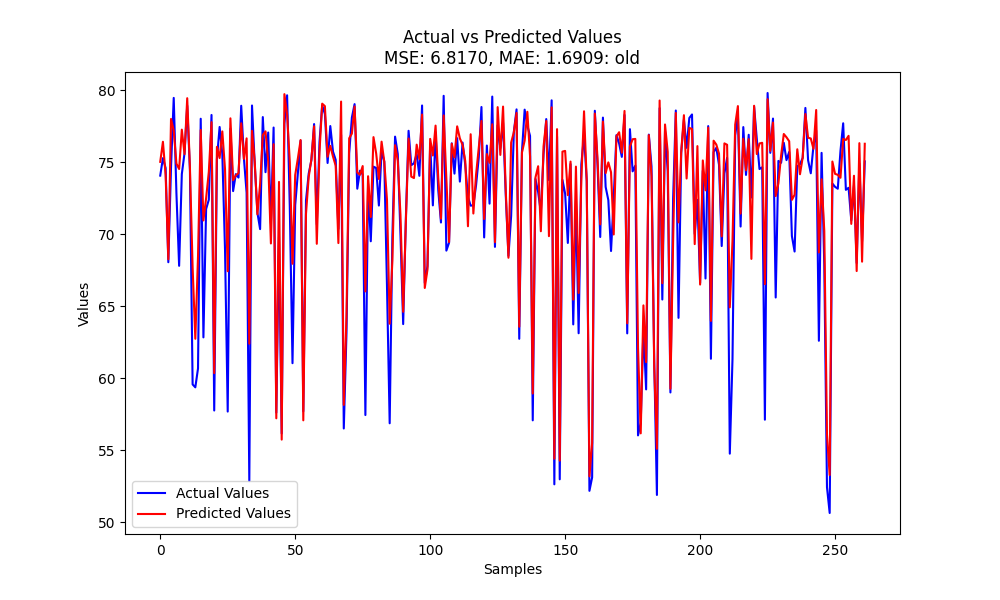 Actual vs Predicted Values
MSE: 6.8170, MAE: 1.6909: old
Values
80
75
70
65
60
55
50
Actual Values
Predicted Values
0 50 100 150 200 250
Samples